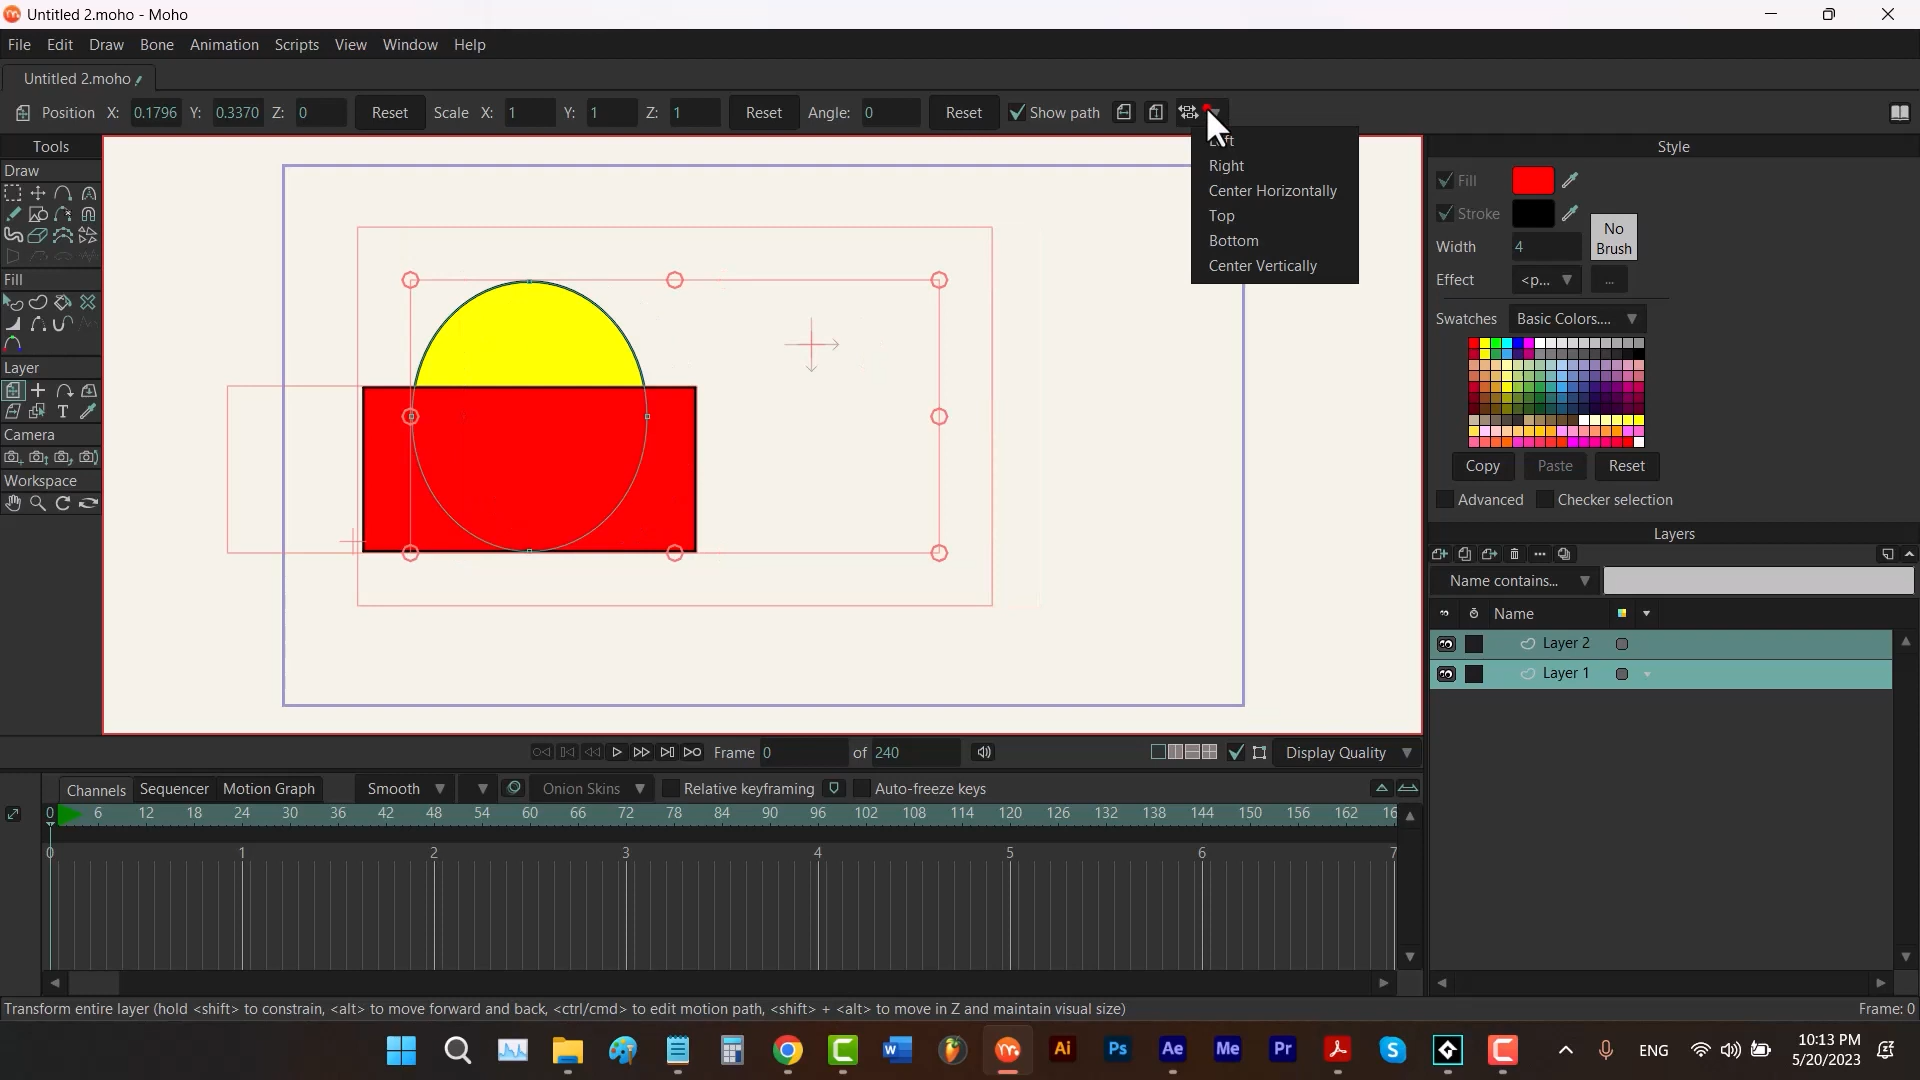 Untitled 2.moho - Moho
File Edit Draw Bone Animation Scripts View Window Help
Untitled 2.moho
Position X: 0.1796 Y: 0.3370 Z: 0 Reset Scale X: 1 Y: 1 Z: 1 Reset Angle: 0 Reset Show path
Tools
Draw
Fill
Layer
T
Camera
Workspace
Right
Center Horizontally
Top
Bottom
Center Vertically
Style
Fill
Stroke
No
Brush
Width 4
Effect <p... ...
Swatches Basic Colors....
Copy Paste Reset
Advanced Checker selection
Layers
Name contains...
Name
Layer 2
Layer 1
Frame 0 of 240 Display Quality
Channels Sequencer Motion Graph Smooth Onion Skins Relative keyframing Auto-freeze keys
0 6 12 18 24 30 36 42 48 54 60 66 72 78 84 90 96 102 108 114 120 126 132 138 144 150 156 162 16
0 1 2 3 4 5 6 7
Transform entire layer (hold <shift> to constrain, <alt> to move forward and back, <ctrl/cmd> to edit motion path, <shift> + <alt> to move in Z and maintain visual size) Frame: 0
Ai Ps Ae Me Pr ENG 10:13 PM
5/20/2023